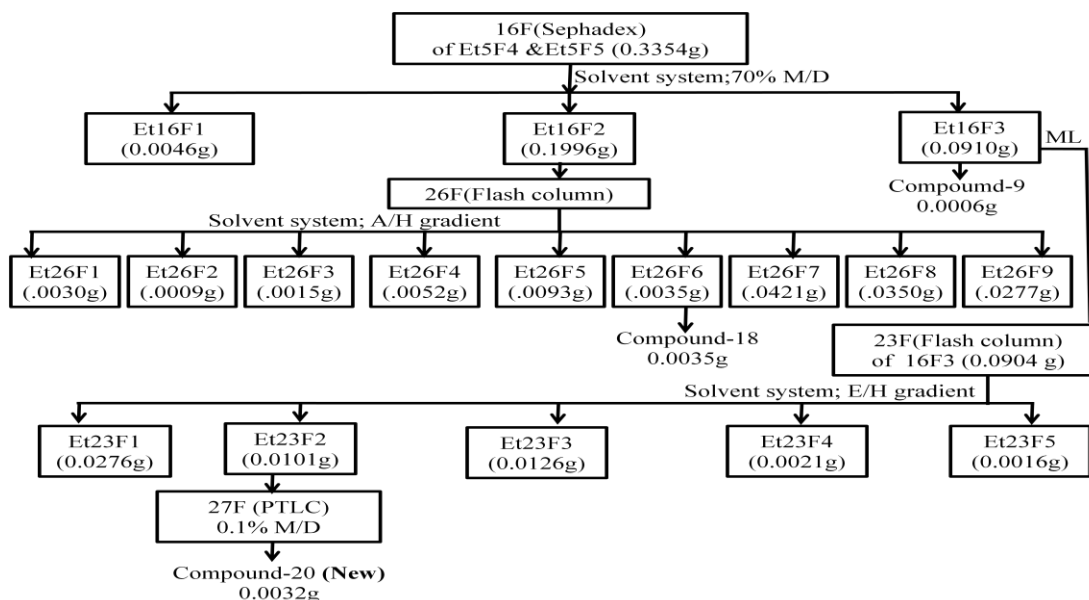 16F(Sephadex)
of Et5F4 &Et5F5 (0.3354g)
Solvent system;70% M/D
Et16F1
(0.0046g)
Et16F2
(0.1996g)
Et16F3
(0.0910g)
ML
Compoumd-9
0.0006g
26F(Flash column)
Solvent system; A/H gradient
Et26F1
(.0030g)
Et26F2
(.0009g)
Et26F3
(.0015g)
Et26F4
(.0052g)
Et26F5
(.0093g)
Et26F6
(.0035g)
Et26F7
(.0421g)
Et26F8
(.0350g)
Et26F9
(.0277g)
Compound-18
0.0035g
23F(Flash column)
of 16F3 (0.0904 g)
Solvent system; E/H gradient
Et23F1
(0.0276g)
Et23F2
(0.0101g)
Et23F3
(0.0126g)
Et23F4
(0.0021g)
Et23F5
(0.0016g)
27F (PTLC)
0.1% M/D
Compound-20 (New)
0.0032g